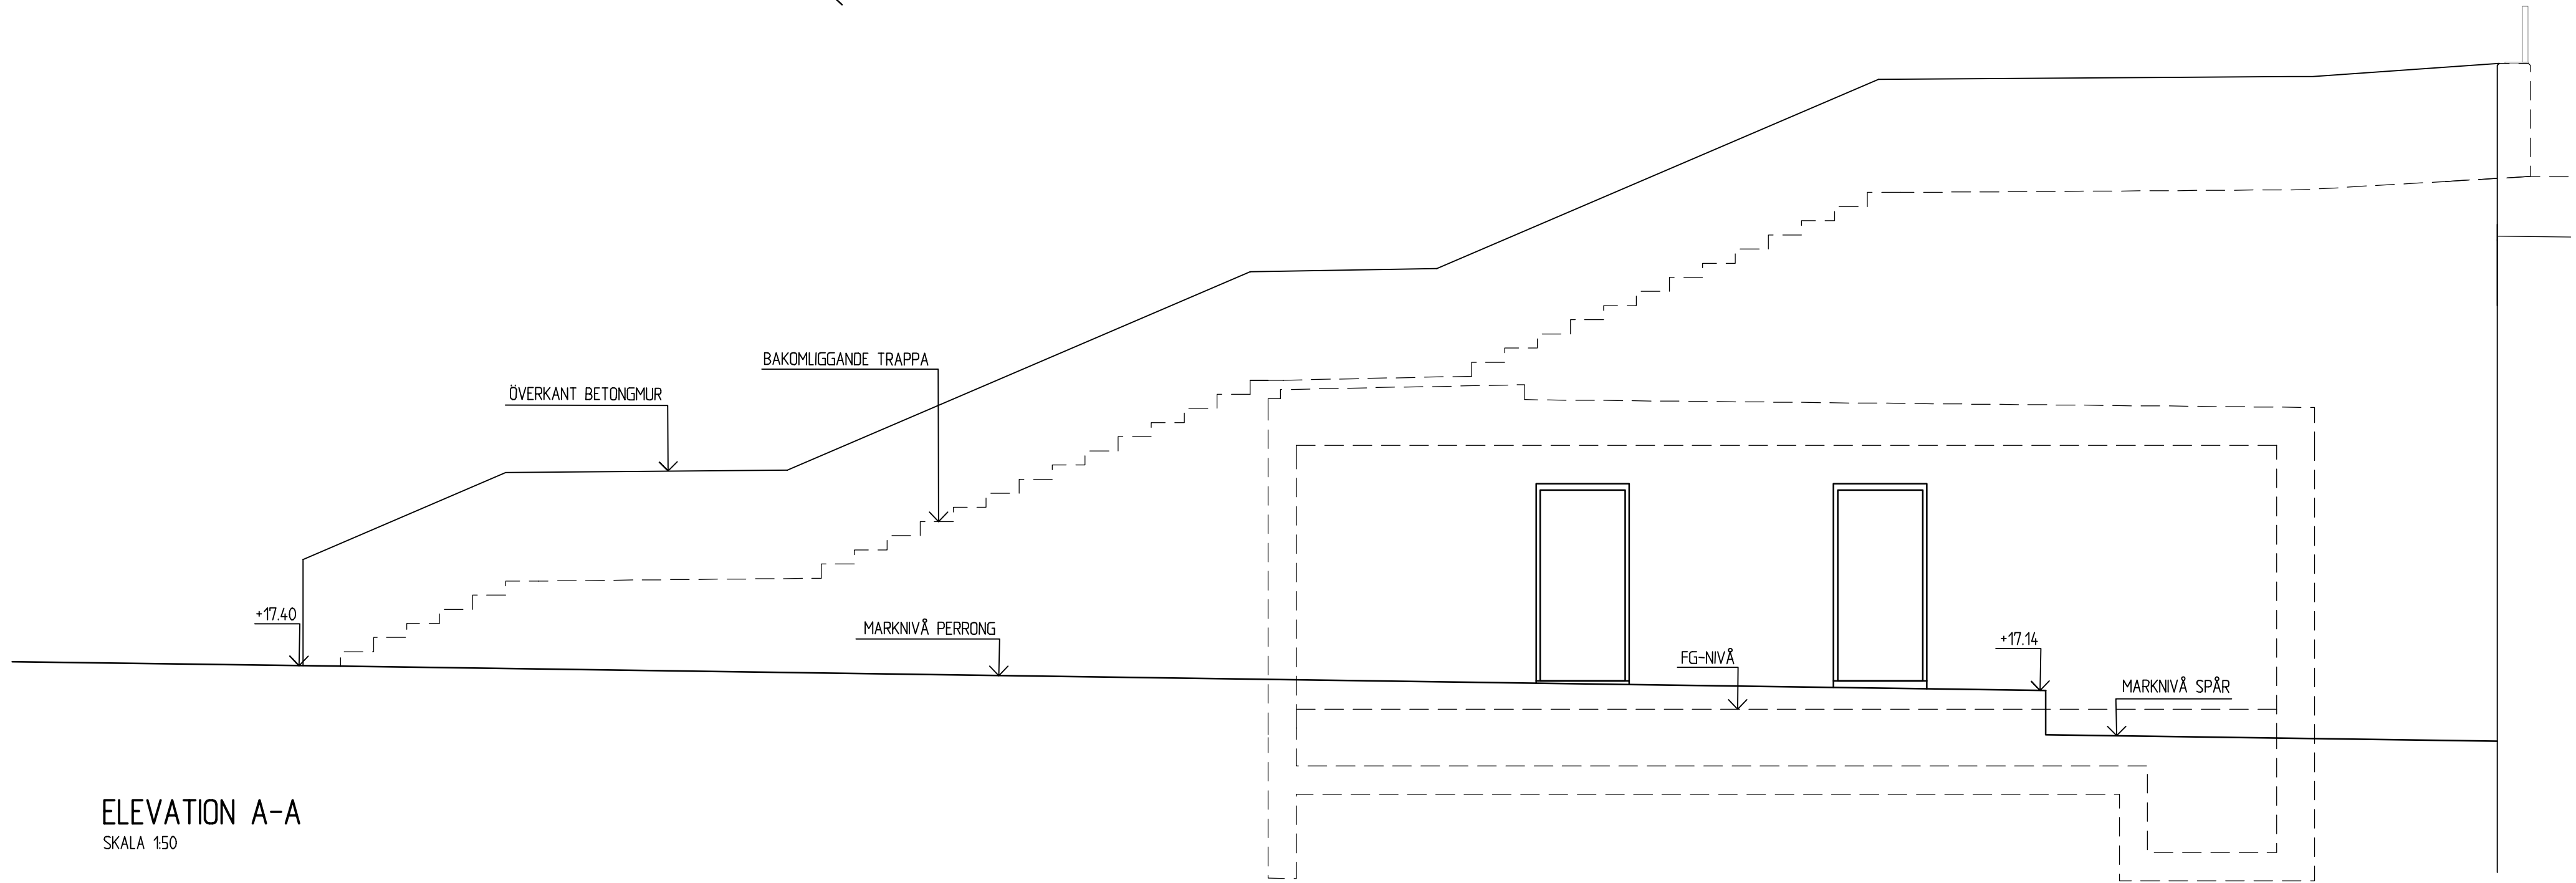 BAKOMLIGGANDE TRAPPA
ÖVERKANT BETONGMUR
+17.40
MARKNIVÅ PERRONG
FG-NIVÅ
+17.14
MARKNIVÅ SPÅR
ELEVATION A-A
SKALA 1:50